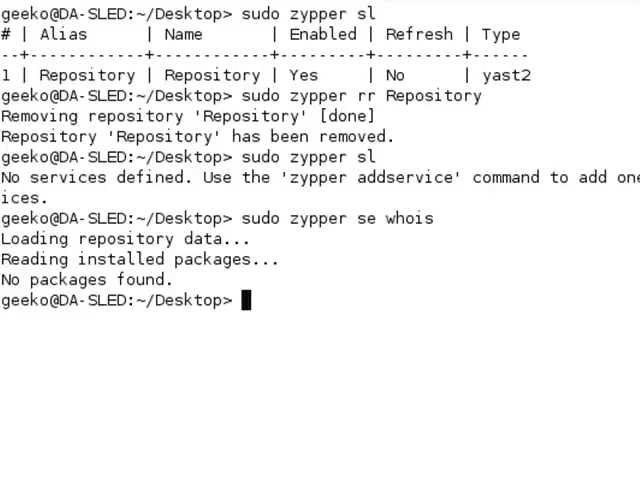 geeko@DA-SLED:~/Desktop> sudo zypper sl
# | Alias      | Name       | Enabled | Refresh | Type
--+------------+------------+---------+---------+------
1 | Repository | Repository | Yes     | No      | yast2
geeko@DA-SLED:~/Desktop> sudo zypper rr Repository
Removing repository 'Repository' [done]
Repository 'Repository' has been removed.
geeko@DA-SLED:~/Desktop> sudo zypper sl
No services defined. Use the 'zypper addservice' command to add one
ices.
geeko@DA-SLED:~/Desktop> sudo zypper se whois
Loading repository data...
Reading installed packages...
No packages found.
geeko@DA-SLED:~/Desktop>